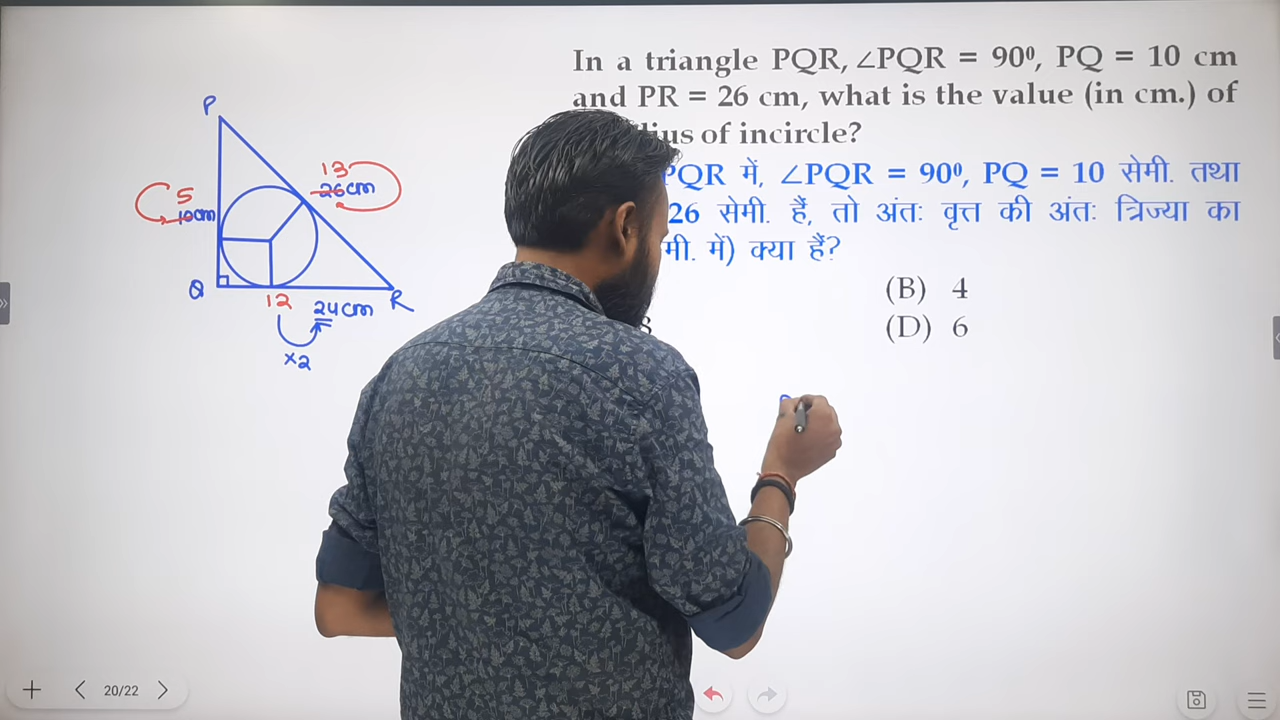 In a triangle PQR, ∠PQR = 90⁰, PQ = 10 cm
and PR = 26 cm, what is the value (in cm.) of
of incircle?
PQR में, ∠PQR = 90⁰, PQ = 10 सेमी. तथा
26 सेमी. हैं, तो अंतः वृत्त की अंतः त्रिज्या का
में) क्या हैं?
(B) 4
(D) 6
P
13
26cm
5
10cm
Q
12
24cm
R
×2
20/22